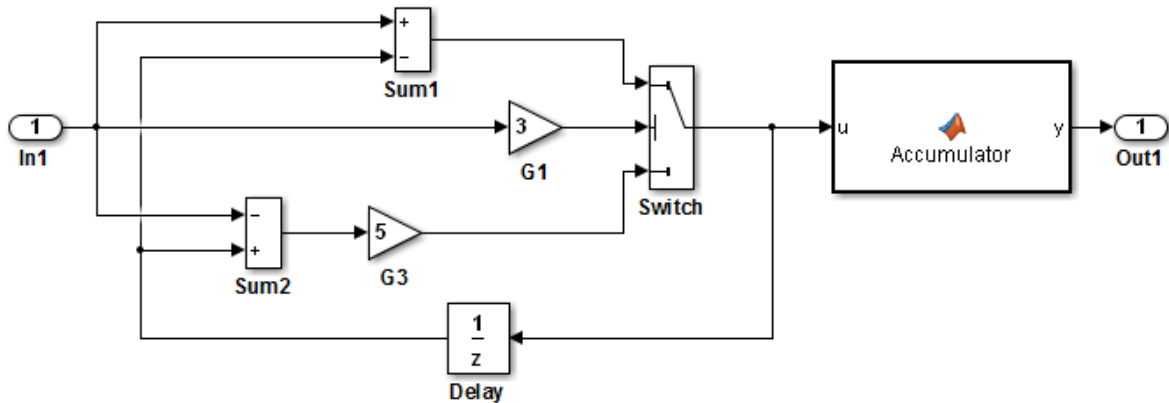 +
−
Sum1
1
In1
3
G1
Switch
u
Accumulator
y
1
Out1
−
+
Sum2
5
G3
1
z
Delay